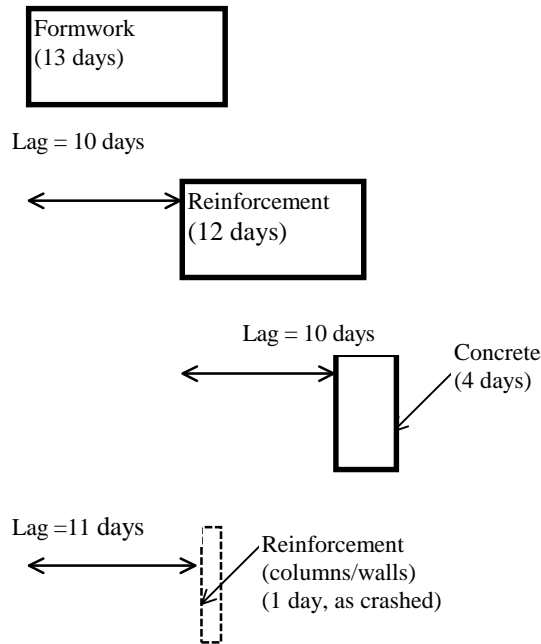 Formwork
(13 days)
Lag = 10 days
Reinforcement
(12 days)
Lag = 10 days
Concrete
(4 days)
Lag =11 days
Reinforcement
(columns/walls)
(1 day, as crashed)